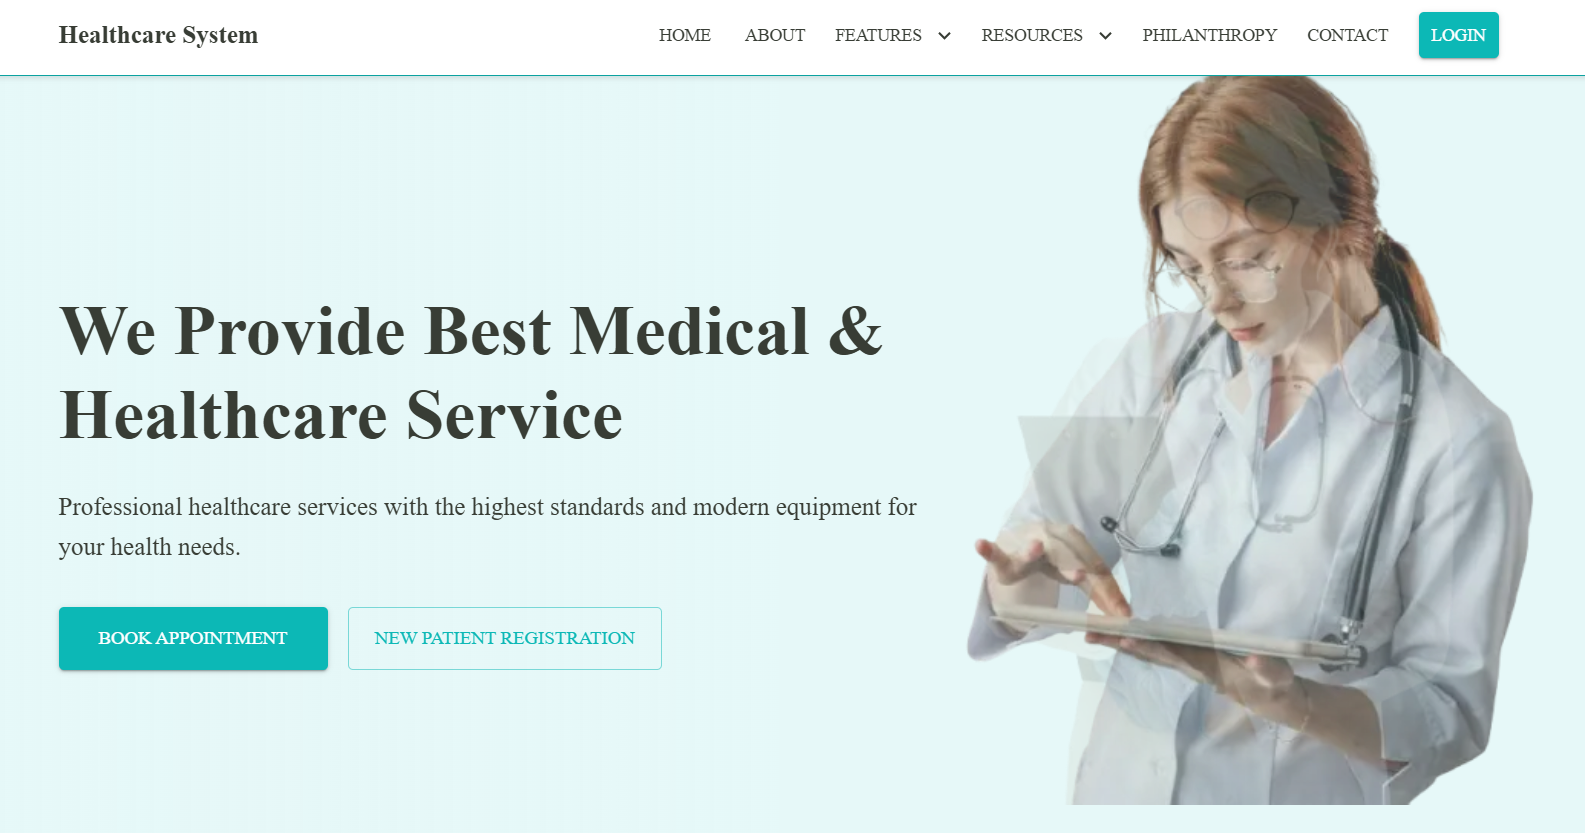 Healthcare System
HOME ABOUT FEATURES RESOURCES PHILANTHROPY CONTACT LOGIN
We Provide Best Medical &
Healthcare Service
Professional healthcare services with the highest standards and modern equipment for
your health needs.
BOOK APPOINTMENT
NEW PATIENT REGISTRATION